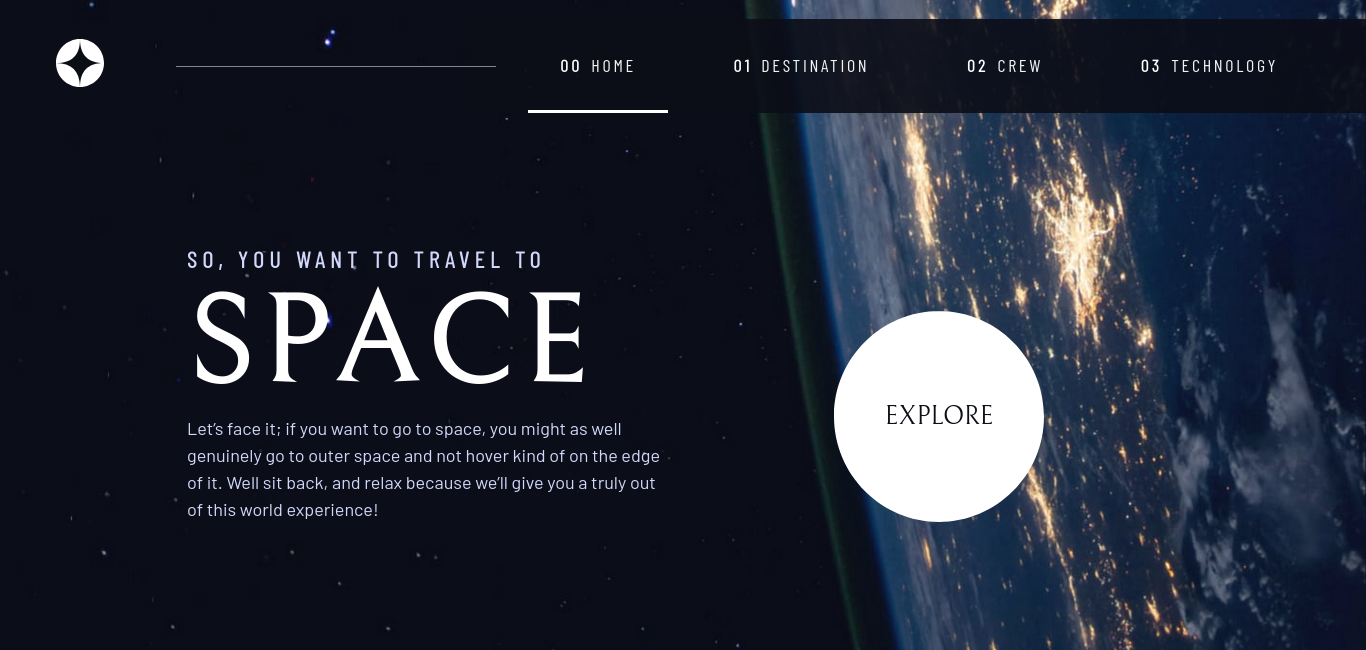 00 HOME 01 DESTINATION 02 CREW 03 TECHNOLOGY
SO, YOU WANT TO TRAVEL TO
SPACE
Let’s face it; if you want to go to space, you might as well
genuinely go to outer space and not hover kind of on the edge
of it. Well sit back, and relax because we’ll give you a truly out
of this world experience!
EXPLORE